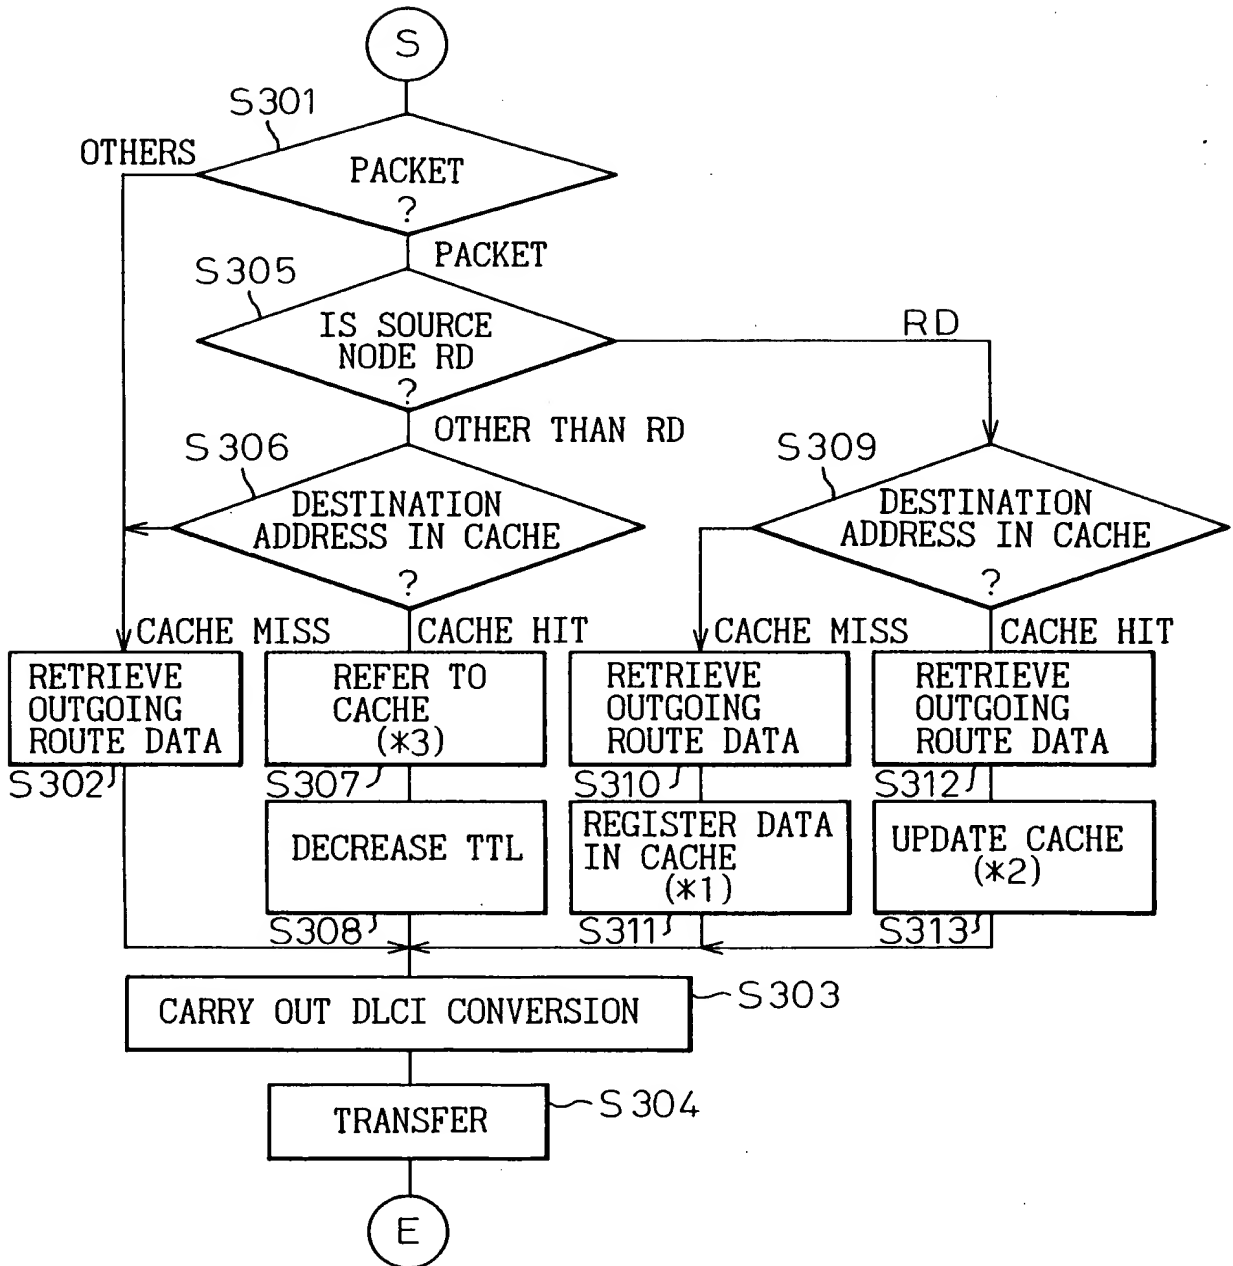 S
S301
OTHERS
PACKET
?
PACKET
S305
IS SOURCE
NODE RD
?
RD
OTHER THAN RD
S306
DESTINATION
ADDRESS IN CACHE
?
S309
DESTINATION
ADDRESS IN CACHE
?
CACHE MISS
CACHE HIT
CACHE MISS
CACHE HIT
RETRIEVE
OUTGOING
ROUTE DATA
S302
REFER TO
CACHE
(*3)
S307
RETRIEVE
OUTGOING
ROUTE DATA
S310
RETRIEVE
OUTGOING
ROUTE DATA
S312
DECREASE TTL
S308
REGISTER DATA
IN CACHE
(*1)
S311
UPDATE CACHE
(*2)
S313
CARRY OUT DLCI CONVERSION
S303
TRANSFER
S304
E